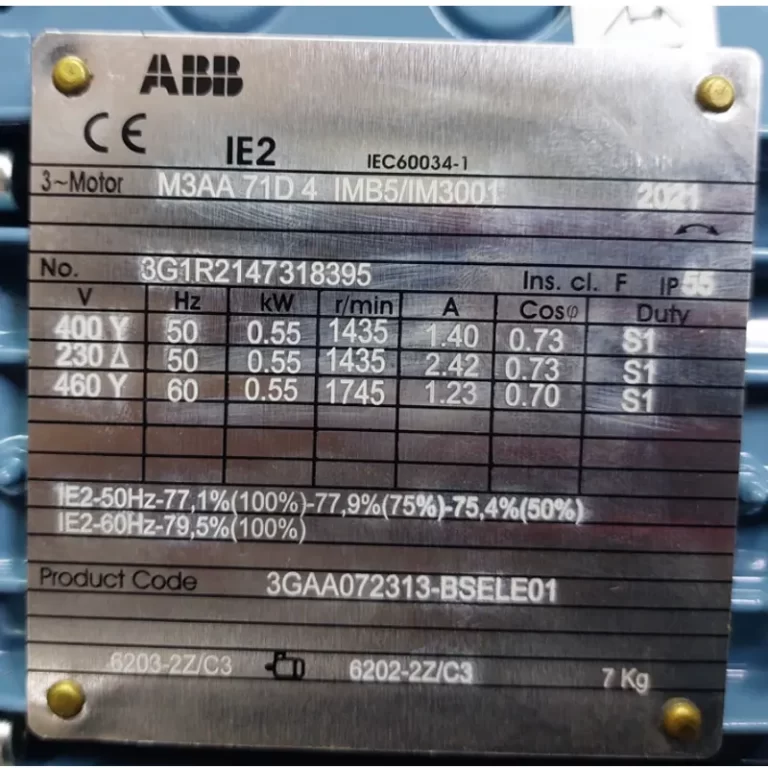 ABB
CE IE2 IEC60034-1
3~Motor M3AA 71D 4 IMB5/IM3001 2021
No. 3G1R2147318395 Ins. cl. F IP 55
V Hz kW r/min A Cosφ Duty
400 Y 50 0.55 1435 1.40 0.73 S1
230 Δ 50 0.55 1435 2.42 0.73 S1
460 Y 60 0.55 1745 1.23 0.70 S1
IE2-50Hz-77,1%(100%)-77,9%(75%)-75,4%(50%)
IE2-60Hz-79,5%(100%)
Product Code 3GAA072313-BSELE01
6203-2Z/C3 6202-2Z/C3 7 Kg